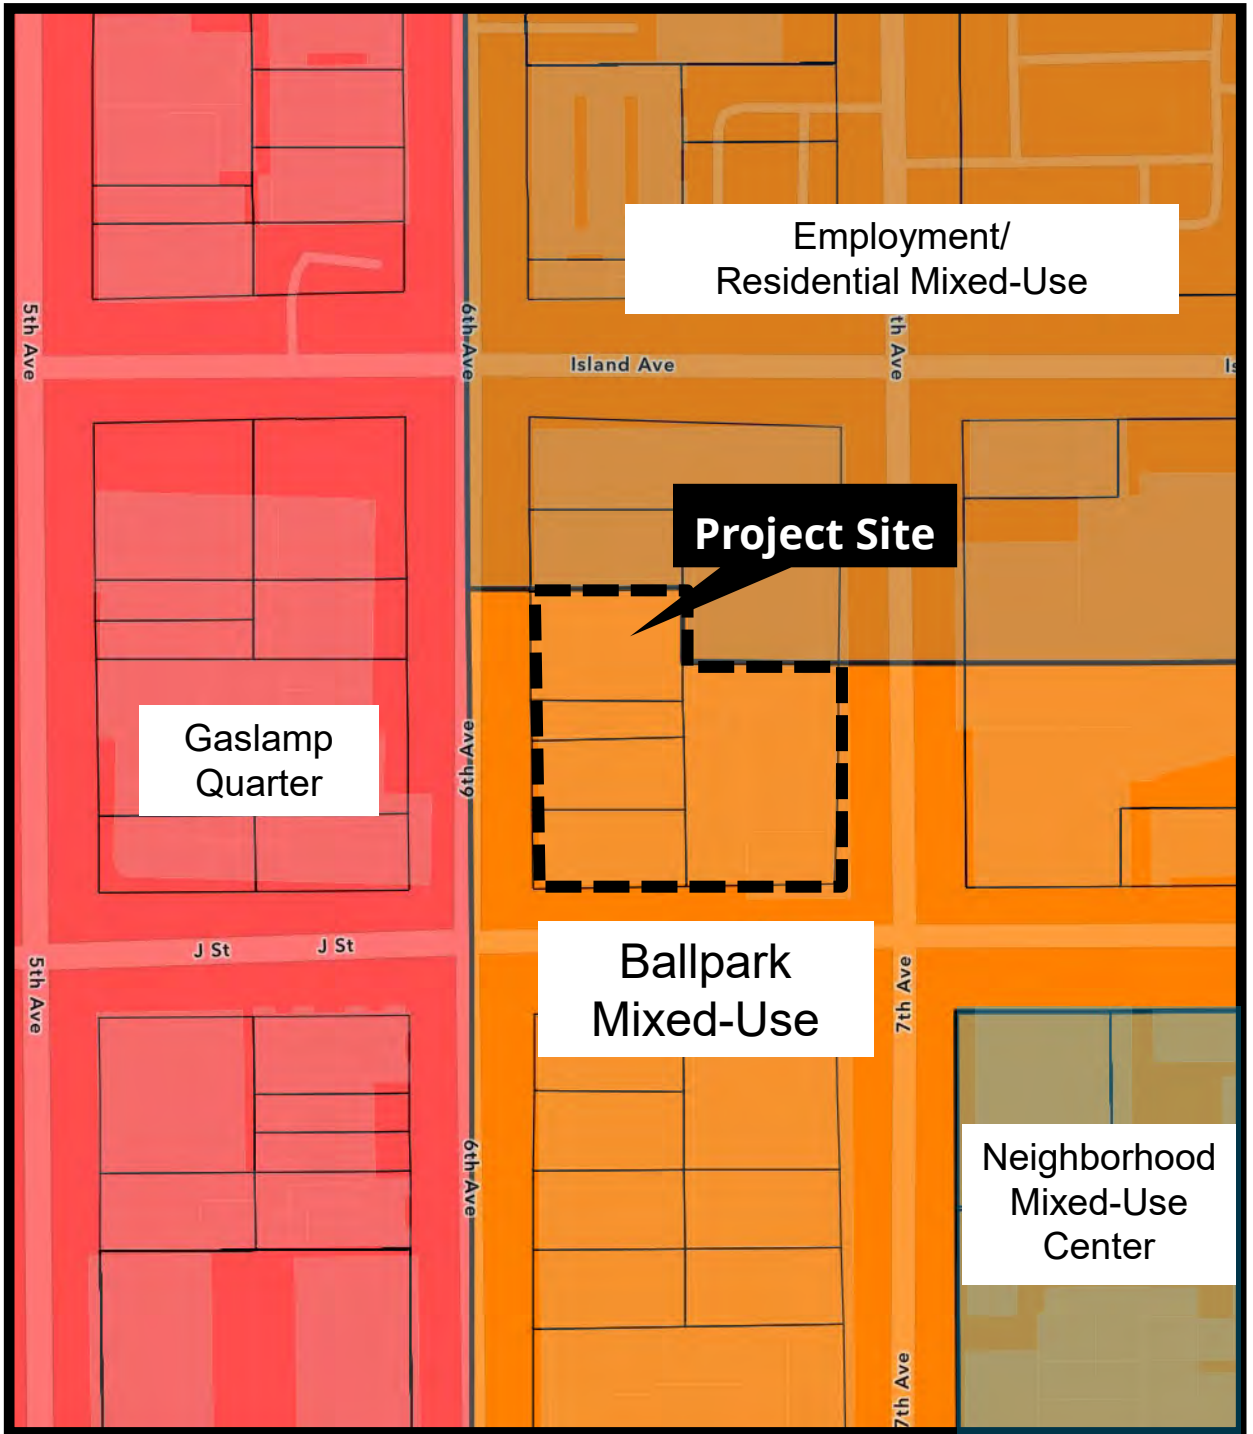 Employment/
Residential Mixed-Use
5th Ave
6th Ave
th Ave
Island Ave
Is
Project Site
Gaslamp
Quarter
6th Ave
J St
J St
Ballpark
Mixed-Use
5th Ave
7th Ave
Neighborhood
Mixed-Use
Center
6th Ave
7th Ave